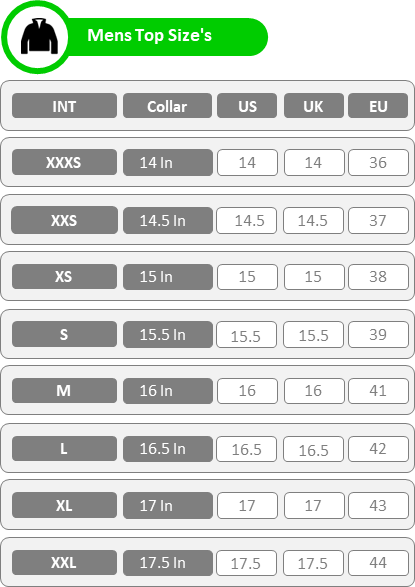 Mens Top Size's
INT Collar US UK EU
XXXS 14 In 14 14 36
XXS 14.5 In 14.5 14.5 37
XS 15 In 15 15 38
S 15.5 In 15.5 15.5 39
M 16 In 16 16 41
L 16.5 In 16.5 16.5 42
XL 17 In 17 17 43
XXL 17.5 In 17.5 17.5 44